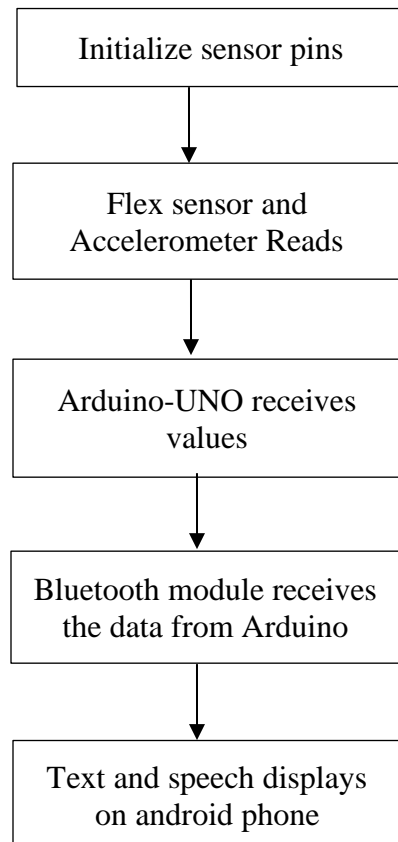 Initialize sensor pins
Flex sensor and
Accelerometer Reads
Arduino-UNO receives
values
Bluetooth module receives
the data from Arduino
Text and speech displays
on android phone